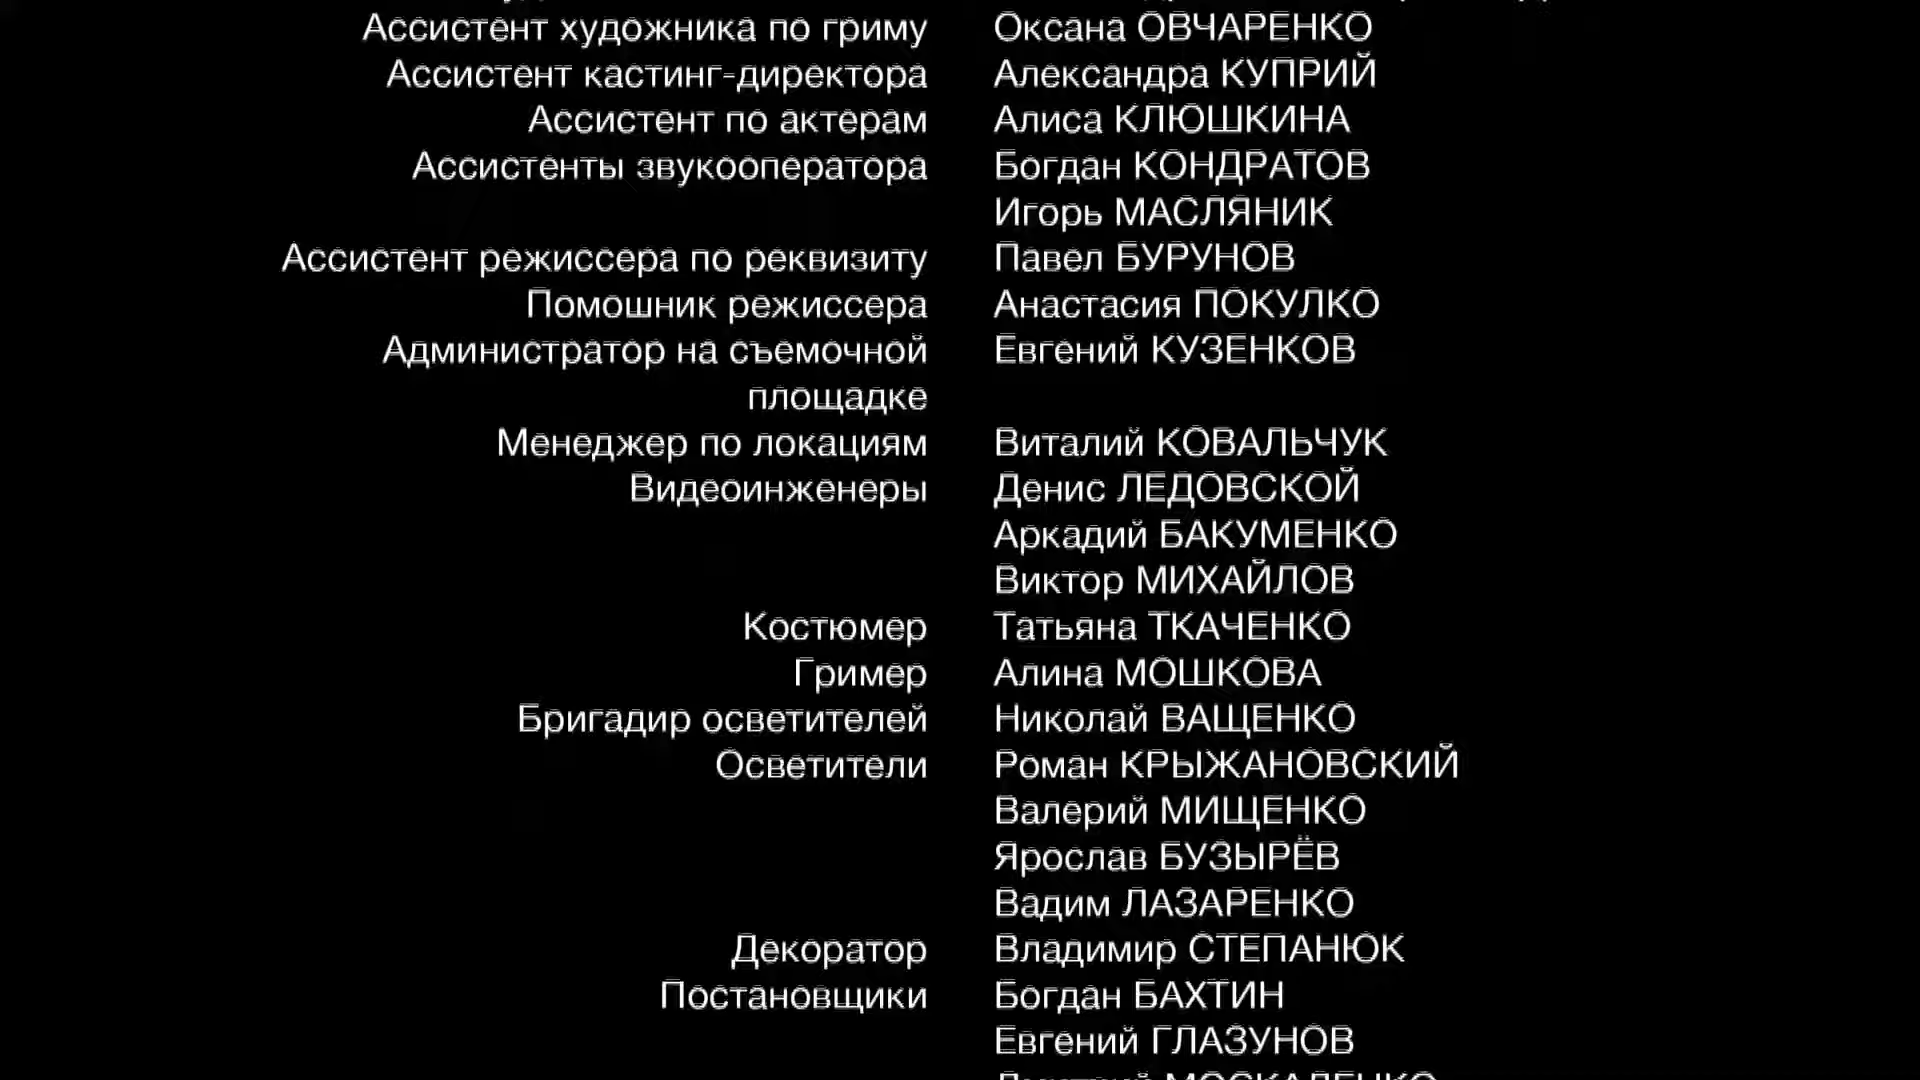 Ассистент художника по гриму Оксана ОВЧАРЕНКО
Ассистент кастинг-директора Александра КУПРИЙ
Ассистент по актерам Алиса КЛЮШКИНА
Ассистенты звукооператора Богдан КОНДРАТОВ
Игорь МАСЛЯНИК
Ассистент режиссера по реквизиту Павел БУРУНОВ
Помошник режиссера Анастасия ПОКУЛКО
Администратор на съемочной Евгений КУЗЕНКОВ
площадке
Менеджер по локациям Виталий КОВАЛЬЧУК
Видеоинженеры Денис ЛЕДОВСКОЙ
Аркадий БАКУМЕНКО
Виктор МИХАЙЛОВ
Костюмер Татьяна ТКАЧЕНКО
Гример Алина МОШКОВА
Бригадир осветителей Николай ВАЩЕНКО
Осветители Роман КРЫЖАНОВСКИЙ
Валерий МИЩЕНКО
Ярослав БУЗЫРЁВ
Вадим ЛАЗАРЕНКО
Декоратор Владимир СТЕПАНЮК
Постановщики Богдан БАХТИН
Евгений ГЛАЗУНОВ